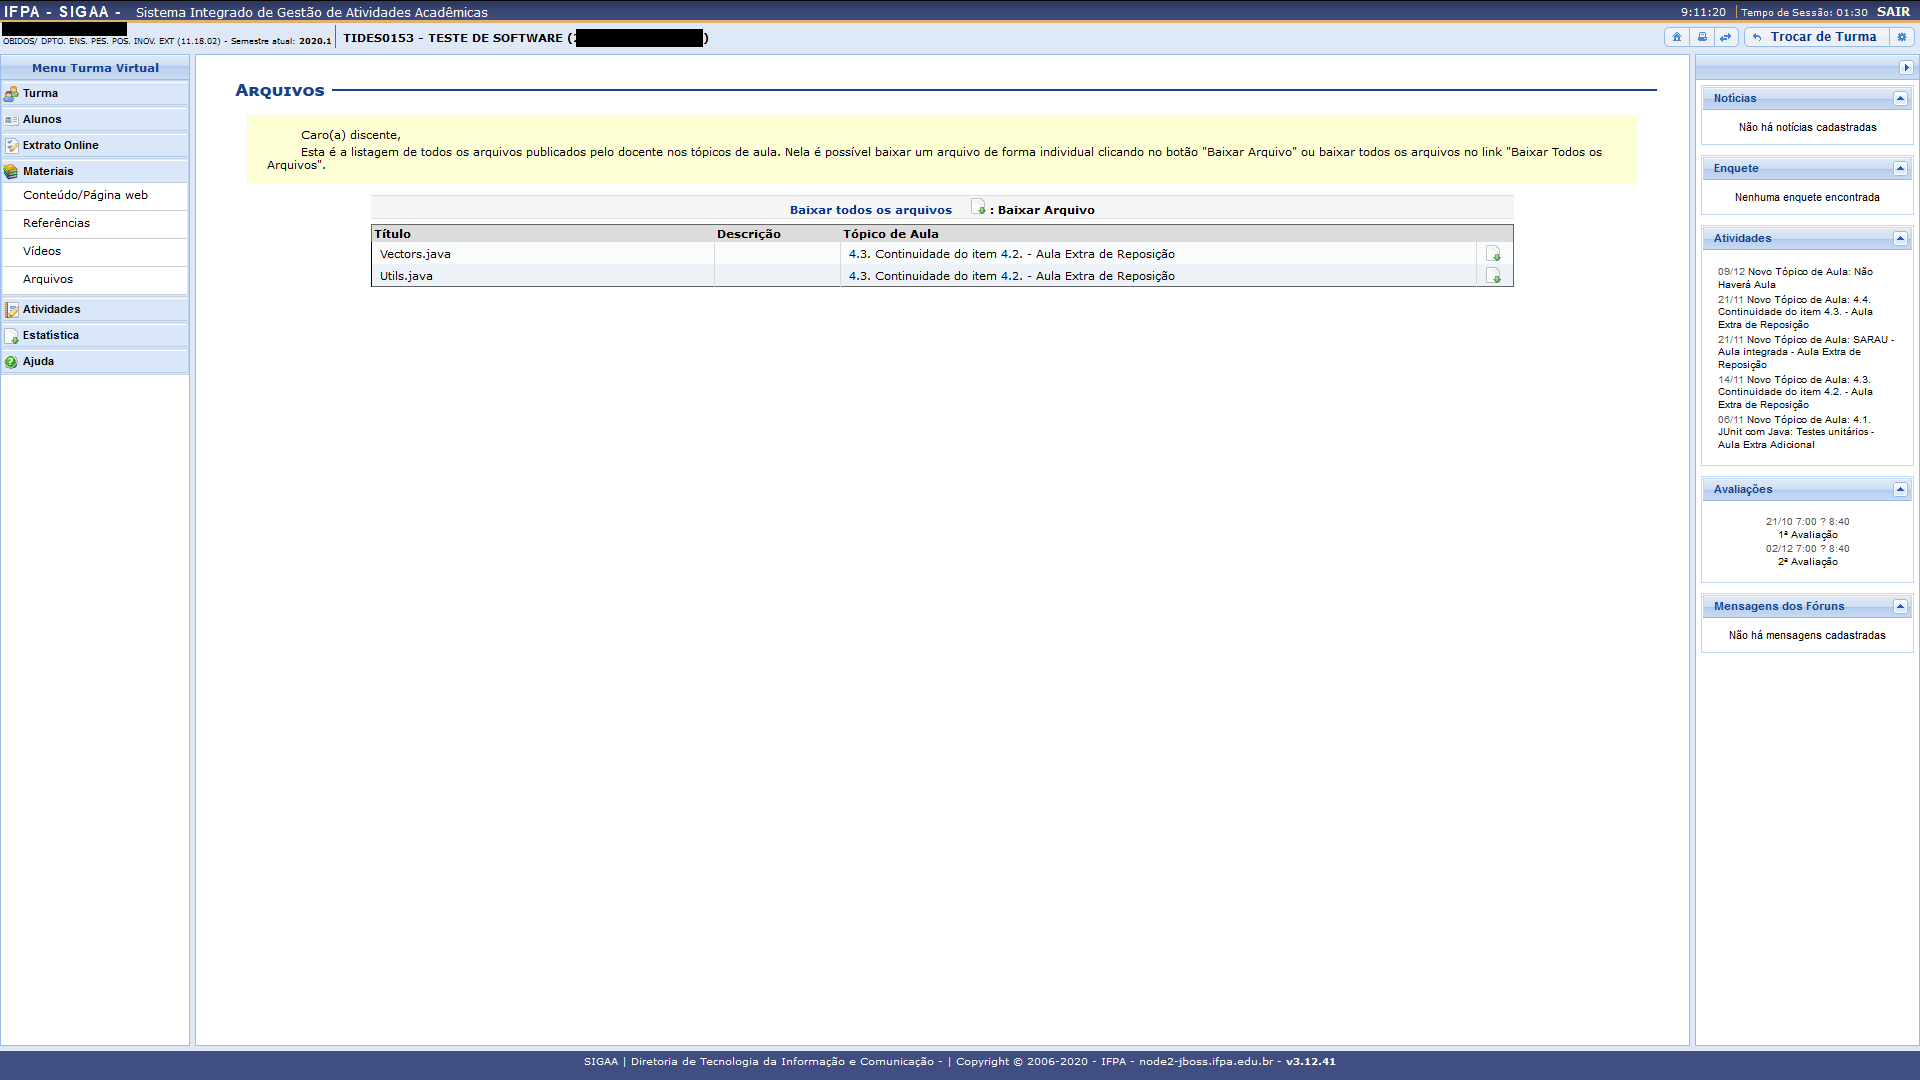 IFPA - SIGAA - Sistema Integrado de Gestão de Atividades Acadêmicas
9:11:20 Tempo de Sessão: 01:30 SAIR
OBIDOS/ DPTO. ENS. PES. POS. INOV. EXT (11.18.02) - Semestre atual: 2020.1
TIDES0153 - TESTE DE SOFTWARE ( )
Trocar de Turma
Menu Turma Virtual
Turma
Alunos
Extrato Online
Materiais
Conteúdo/Página web
Referências
Vídeos
Arquivos
Atividades
Estatística
Ajuda
ARQUIVOS
Caro(a) discente,
Esta é a listagem de todos os arquivos publicados pelo docente nos tópicos de aula. Nela é possível baixar um arquivo de forma individual clicando no botão "Baixar Arquivo" ou baixar todos os arquivos no link "Baixar Todos os
Arquivos".
Baixar todos os arquivos : Baixar Arquivo
Título Descrição Tópico de Aula
Vectors.java 4.3. Continuidade do item 4.2. - Aula Extra de Reposição
Utils.java 4.3. Continuidade do item 4.2. - Aula Extra de Reposição
Notícias
Não há notícias cadastradas
Enquete
Nenhuma enquete encontrada
Atividades
09/12 Novo Tópico de Aula: Não
Haverá Aula
21/11 Novo Tópico de Aula: 4.4.
Continuidade do item 4.3. - Aula
Extra de Reposição
21/11 Novo Tópico de Aula: SARAU -
Aula integrada - Aula Extra de
Reposição
14/11 Novo Tópico de Aula: 4.3.
Continuidade do item 4.2. - Aula
Extra de Reposição
06/11 Novo Tópico de Aula: 4.1.
JUnit com Java: Testes unitários -
Aula Extra Adicional
Avaliações
21/10 7:00 ? 8:40
1ª Avaliação
02/12 7:00 ? 8:40
2ª Avaliação
Mensagens dos Fóruns
Não há mensagens cadastradas
SIGAA | Diretoria de Tecnologia da Informação e Comunicação - | Copyright © 2006-2020 - IFPA - node2-jboss.ifpa.edu.br - v3.12.41